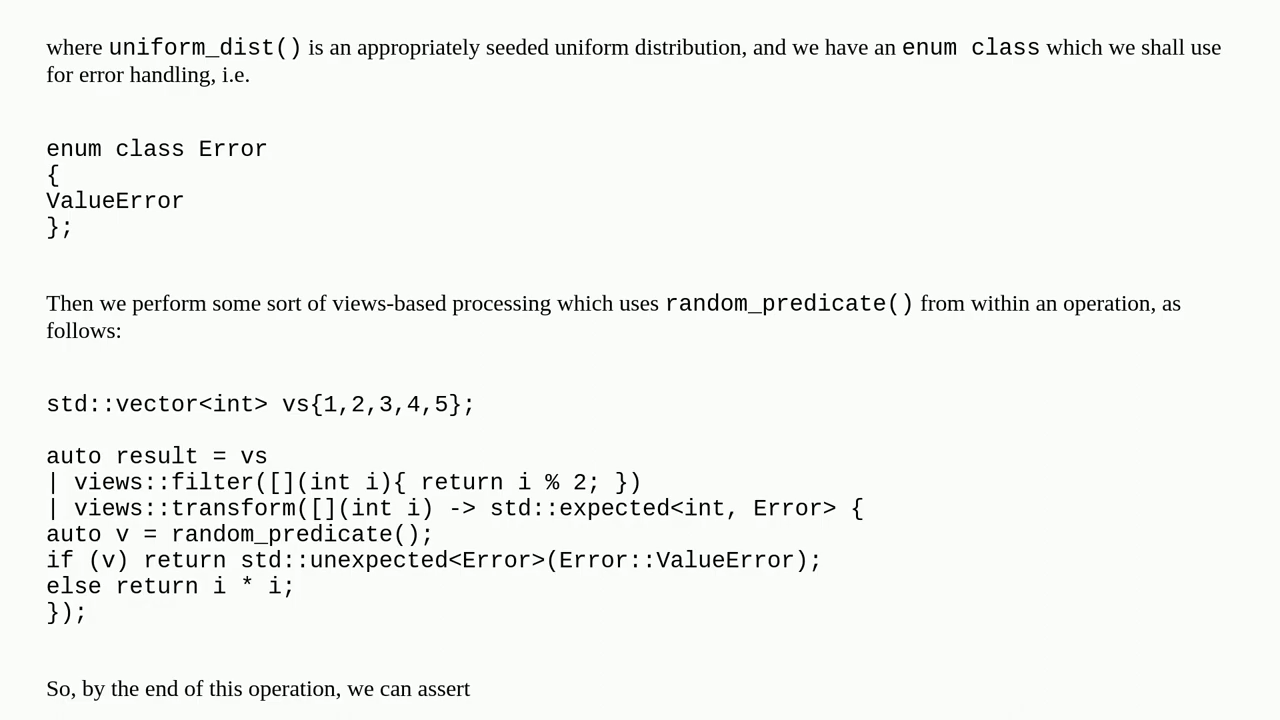 where uniform_dist() is an appropriately seeded uniform distribution, and we have an enum class which we shall use
for error handling, i.e.
enum class Error
{
ValueError
};
Then we perform some sort of views-based processing which uses random_predicate() from within an operation, as
follows:
std::vector<int> vs{1,2,3,4,5};
auto result = vs
| views::filter([](int i){ return i % 2; })
| views::transform([](int i) -> std::expected<int, Error> {
auto v = random_predicate();
if (v) return std::unexpected<Error>(Error::ValueError);
else return i * i;
});
So, by the end of this operation, we can assert